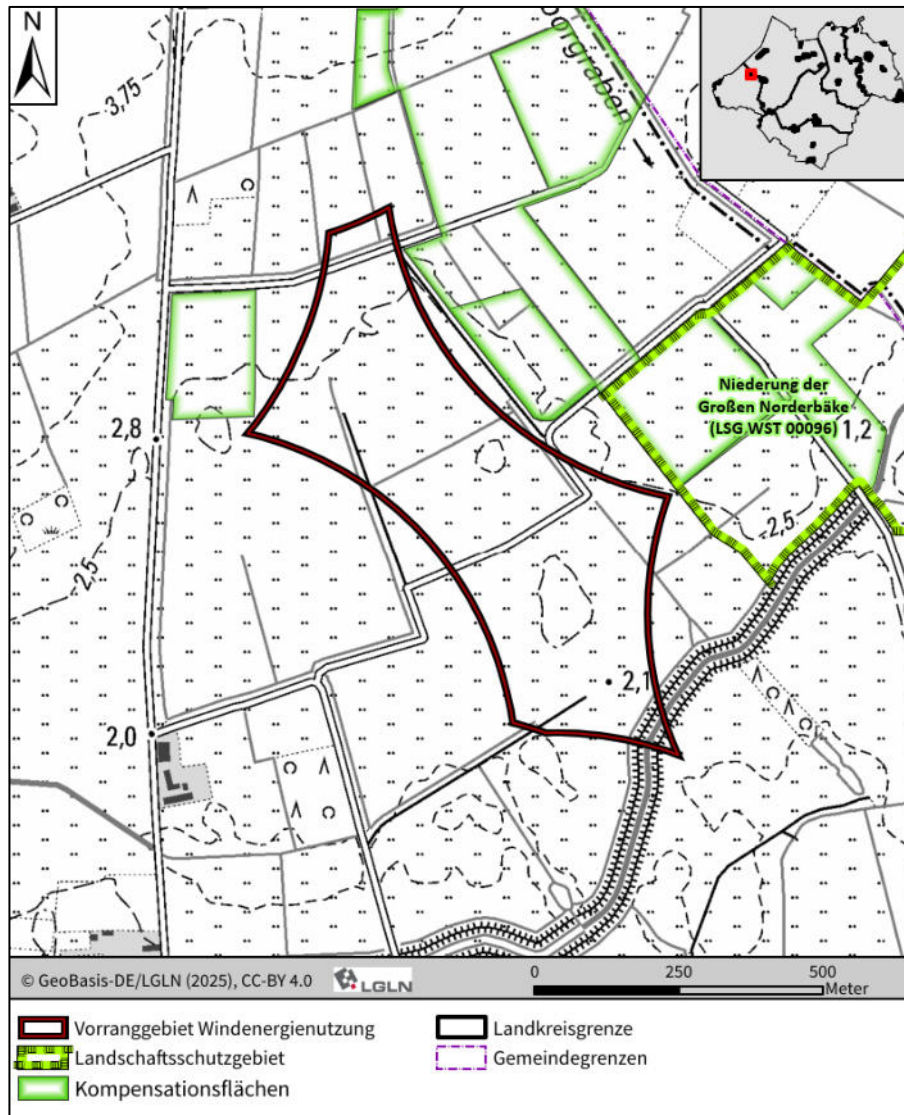 N
3,75
2,8
2,5
Niederung der
Großen Norderbäke
(LSG WST 00096)
1,2
2,5
2,1
2,0
© GeoBasis-DE/LGLN (2025), CC-BY 4.0
LGLN
0 250 500
Meter
Vorranggebiet Windenergienutzung
Landkreisgrenze
Landschaftsschutzgebiet
Gemeindegrenzen
Kompensationsflächen